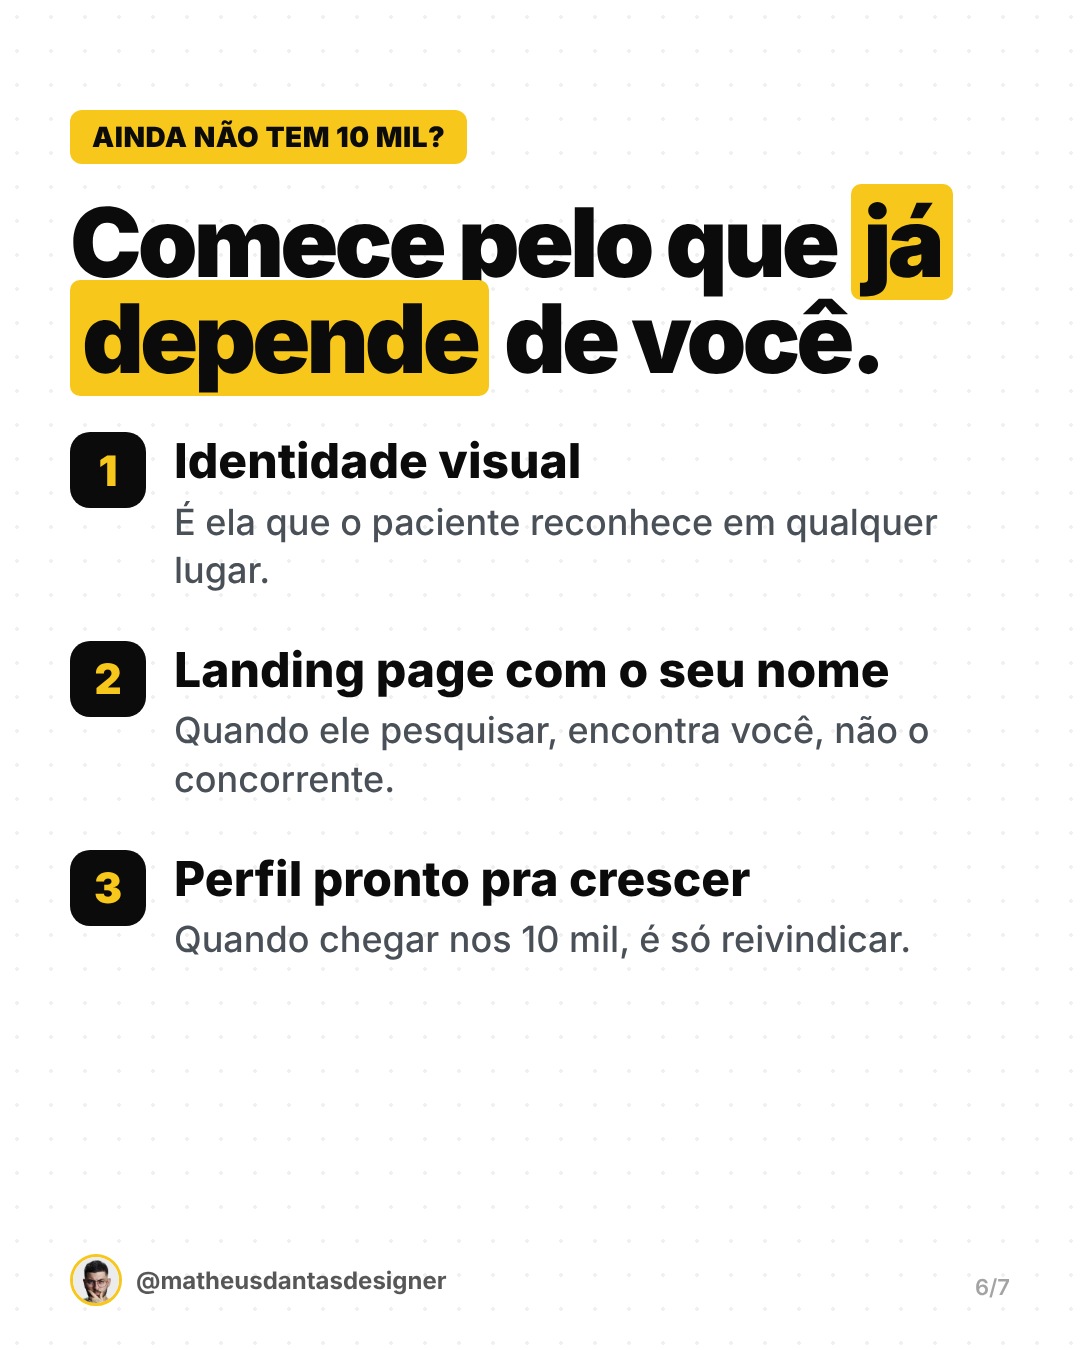 AINDA NÃO TEM 10 MIL?
Comece pelo que já
depende de você.
1
Identidade visual
É ela que o paciente reconhece em qualquer
lugar.
2
Landing page com o seu nome
Quando ele pesquisar, encontra você, não o
concorrente.
3
Perfil pronto pra crescer
Quando chegar nos 10 mil, é só reivindicar.
@matheusdantasdesigner
6/7